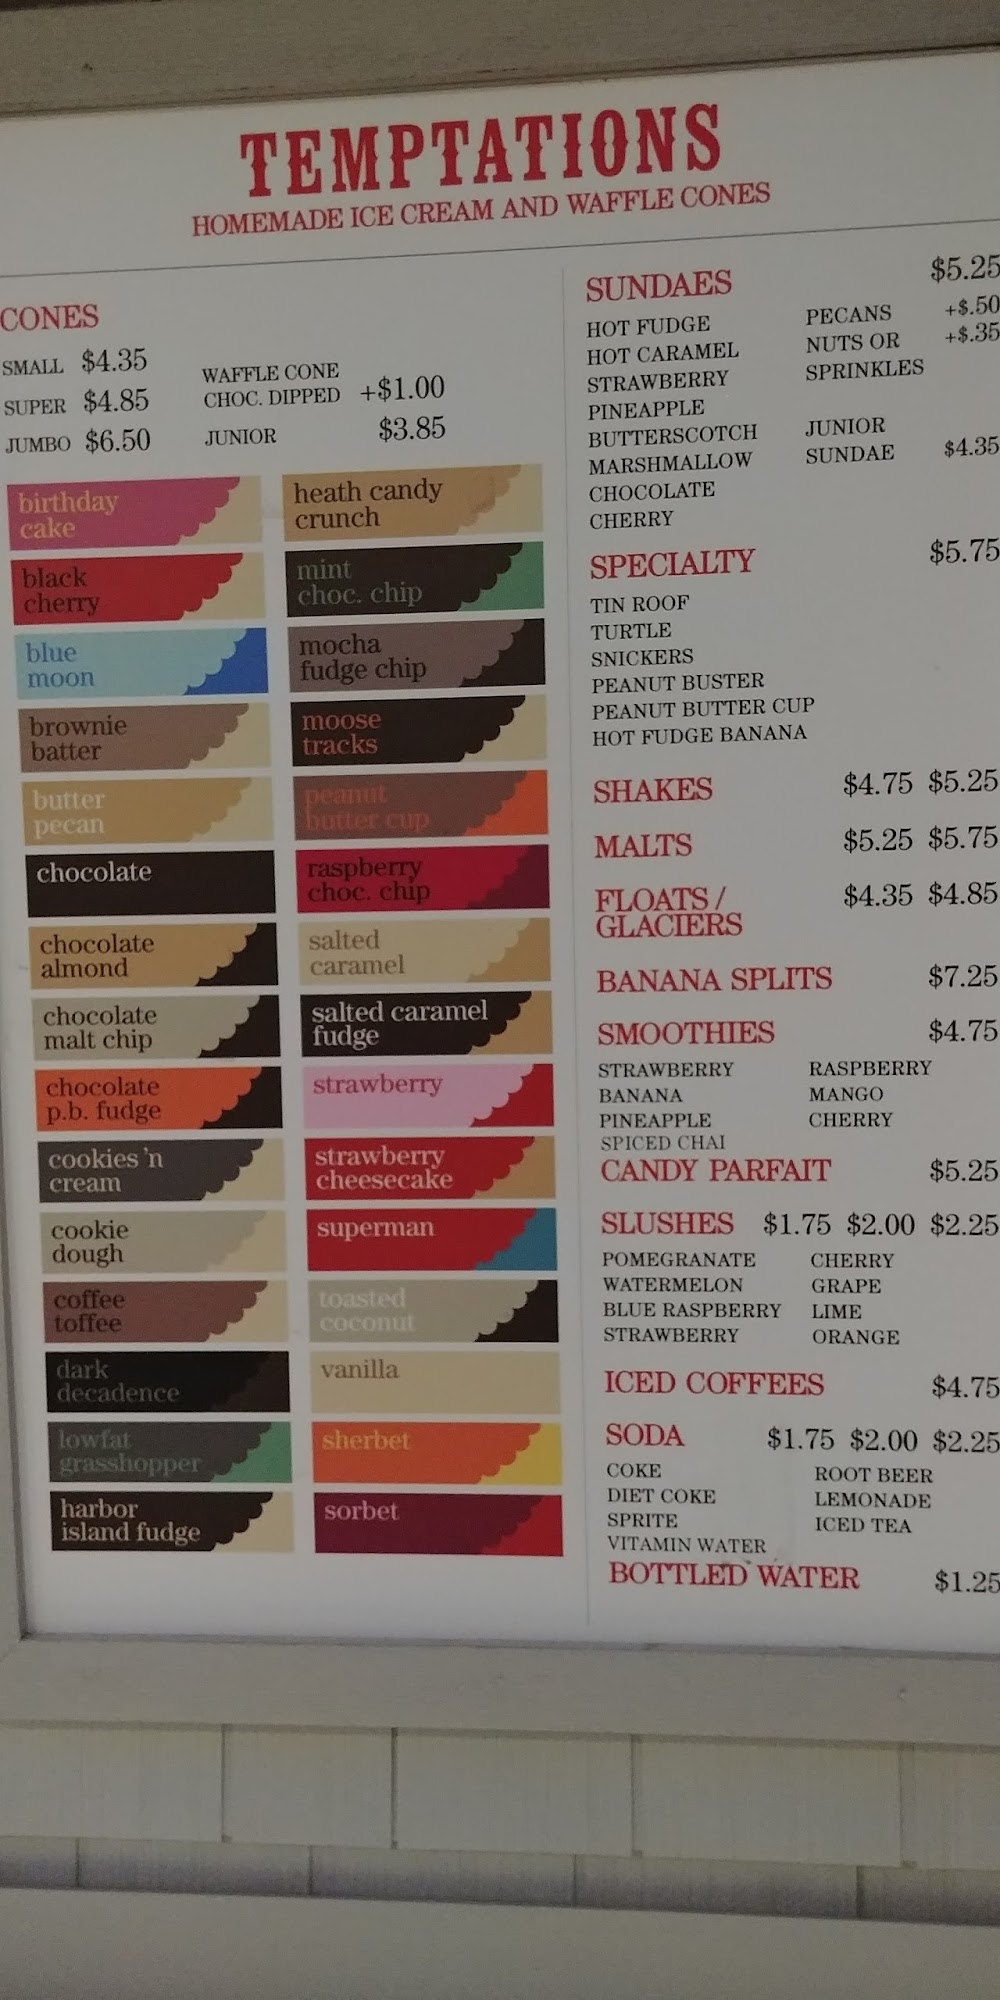 TEMPTATIONS
HOMEMADE ICE CREAM AND WAFFLE CONES
CONES
SMALL $4.35
SUPER $4.85
JUMBO $6.50
WAFFLE CONE
CHOC. DIPPED +$1.00
JUNIOR $3.85
birthday
cake
black
cherry
blue
moon
brownie
batter
butter
pecan
chocolate
chocolate
almond
chocolate
malt chip
chocolate
p.b. fudge
cookies 'n
cream
cookie
dough
coffee
toffee
dark
decadence
lowfat
grasshopper
harbor
island fudge
heath candy
crunch
mint
choc. chip
mocha
fudge chip
moose
tracks
peanut
butter cup
raspberry
choc. chip
salted
caramel
salted caramel
fudge
strawberry
strawberry
cheesecake
superman
toasted
coconut
vanilla
sherbet
sorbet
SUNDAES $5.25
HOT FUDGE
HOT CARAMEL
STRAWBERRY
PINEAPPLE
BUTTERSCOTCH
MARSHMALLOW
CHOCOLATE
CHERRY
PECANS +$.50
NUTS OR +$.35
SPRINKLES
JUNIOR
SUNDAE $4.35
SPECIALTY $5.75
TIN ROOF
TURTLE
SNICKERS
PEANUT BUSTER
PEANUT BUTTER CUP
HOT FUDGE BANANA
SHAKES $4.75 $5.25
MALTS $5.25 $5.75
FLOATS / $4.35 $4.85
GLACIERS
BANANA SPLITS $7.25
SMOOTHIES $4.75
STRAWBERRY RASPBERRY
BANANA MANGO
PINEAPPLE CHERRY
SPICED CHAI
CANDY PARFAIT $5.25
SLUSHES $1.75 $2.00 $2.25
POMEGRANATE CHERRY
WATERMELON GRAPE
BLUE RASPBERRY LIME
STRAWBERRY ORANGE
ICED COFFEES $4.75
SODA $1.75 $2.00 $2.25
COKE ROOT BEER
DIET COKE LEMONADE
SPRITE ICED TEA
VITAMIN WATER
BOTTLED WATER $1.25